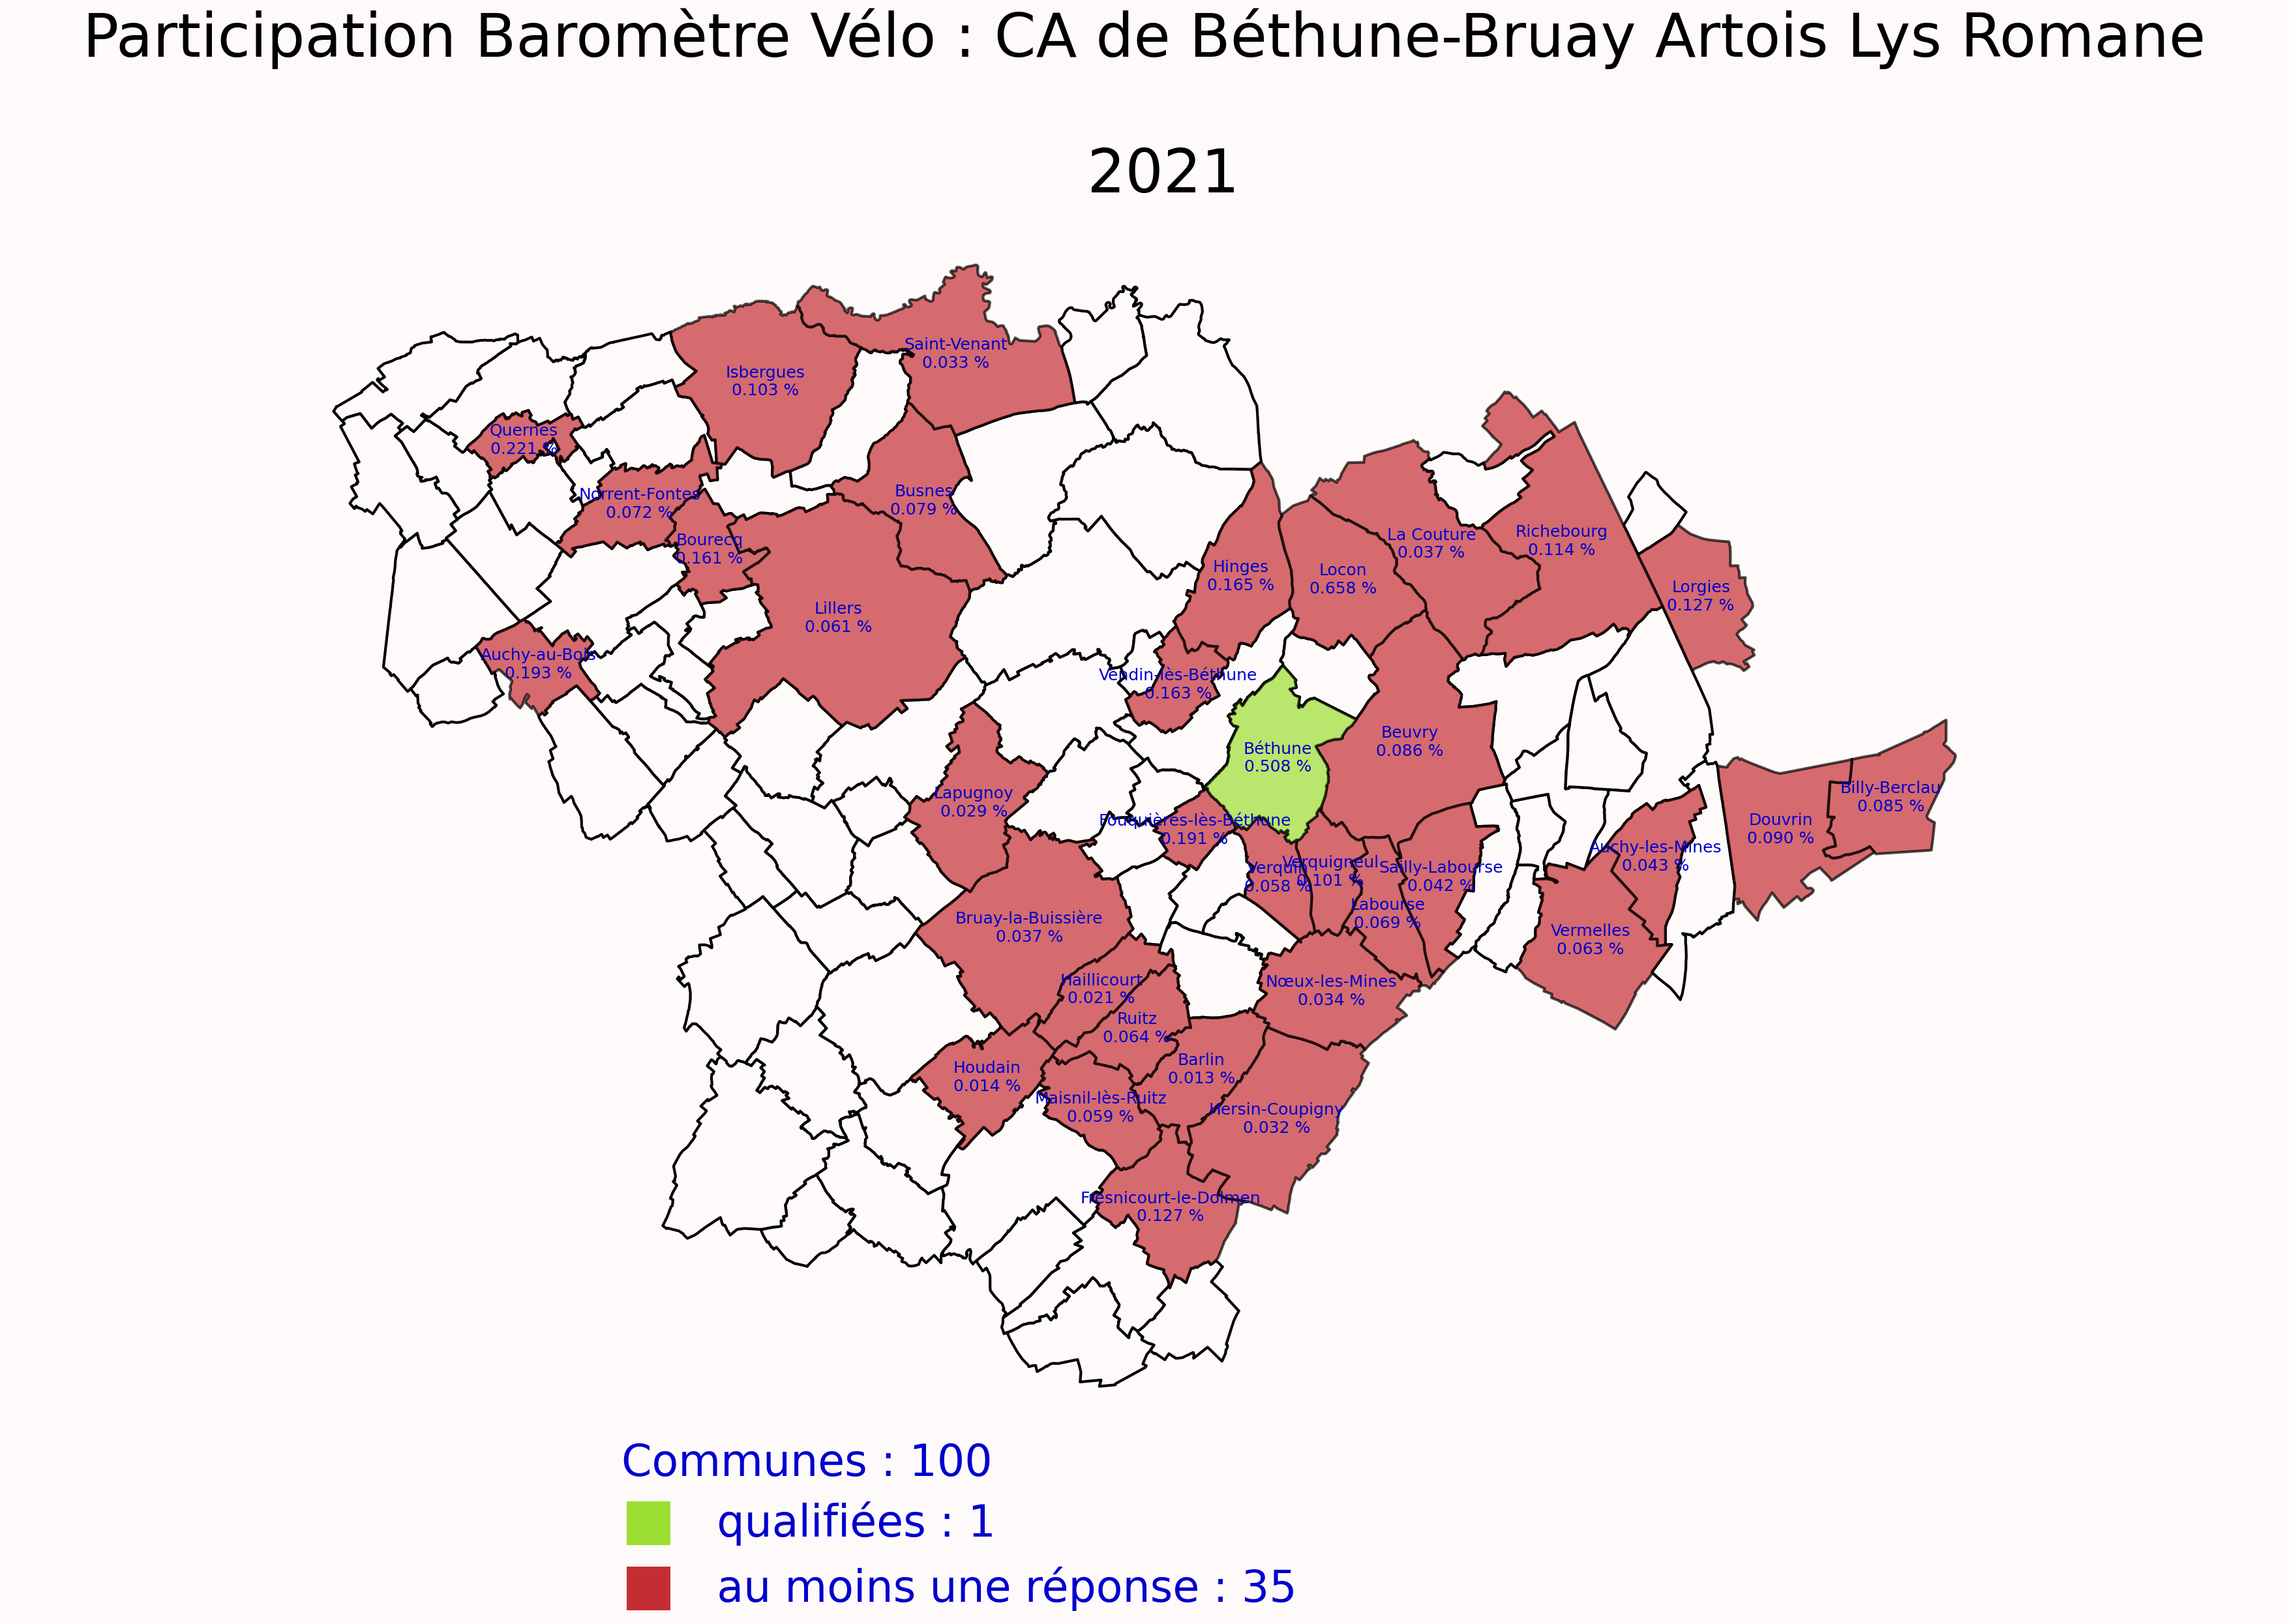 Participation Baromètre Vélo : CA de Béthune-Bruay Artois Lys Romane
2021
Saint-Venant
0.033 %
Isbergues
0.103 %
Quernes
0.221 %
Norrent-Fontes
0.072 %
Busnes
0.079 %
Bourecq
0.161 %
La Couture
0.037 %
Richebourg
0.114 %
Hinges
0.165 %
Locon
0.658 %
Lorgies
0.127 %
Lillers
0.061 %
Auchy-au-Bois
0.193 %
Vendin-lès-Béthune
0.163 %
Béthune
0.508 %
Beuvry
0.086 %
Lapugnoy
0.029 %
Billy-Berclau
0.085 %
Fouquières-lès-Béthune
0.191 %
Douvrin
0.090 %
Auchy-les-Mines
0.043 %
Verquin
0.058 %
Verquigneul
0.101 %
Sailly-Labourse
0.042 %
Labourse
0.069 %
Bruay-la-Buissière
0.037 %
Vermelles
0.063 %
Haillicourt
0.021 %
Nœux-les-Mines
0.034 %
Ruitz
0.064 %
Houdain
0.014 %
Barlin
0.013 %
Maisnil-lès-Ruitz
0.059 %
Hersin-Coupigny
0.032 %
Fresnicourt-le-Dolmen
0.127 %
Communes : 100
qualifiées : 1
au moins une réponse : 35